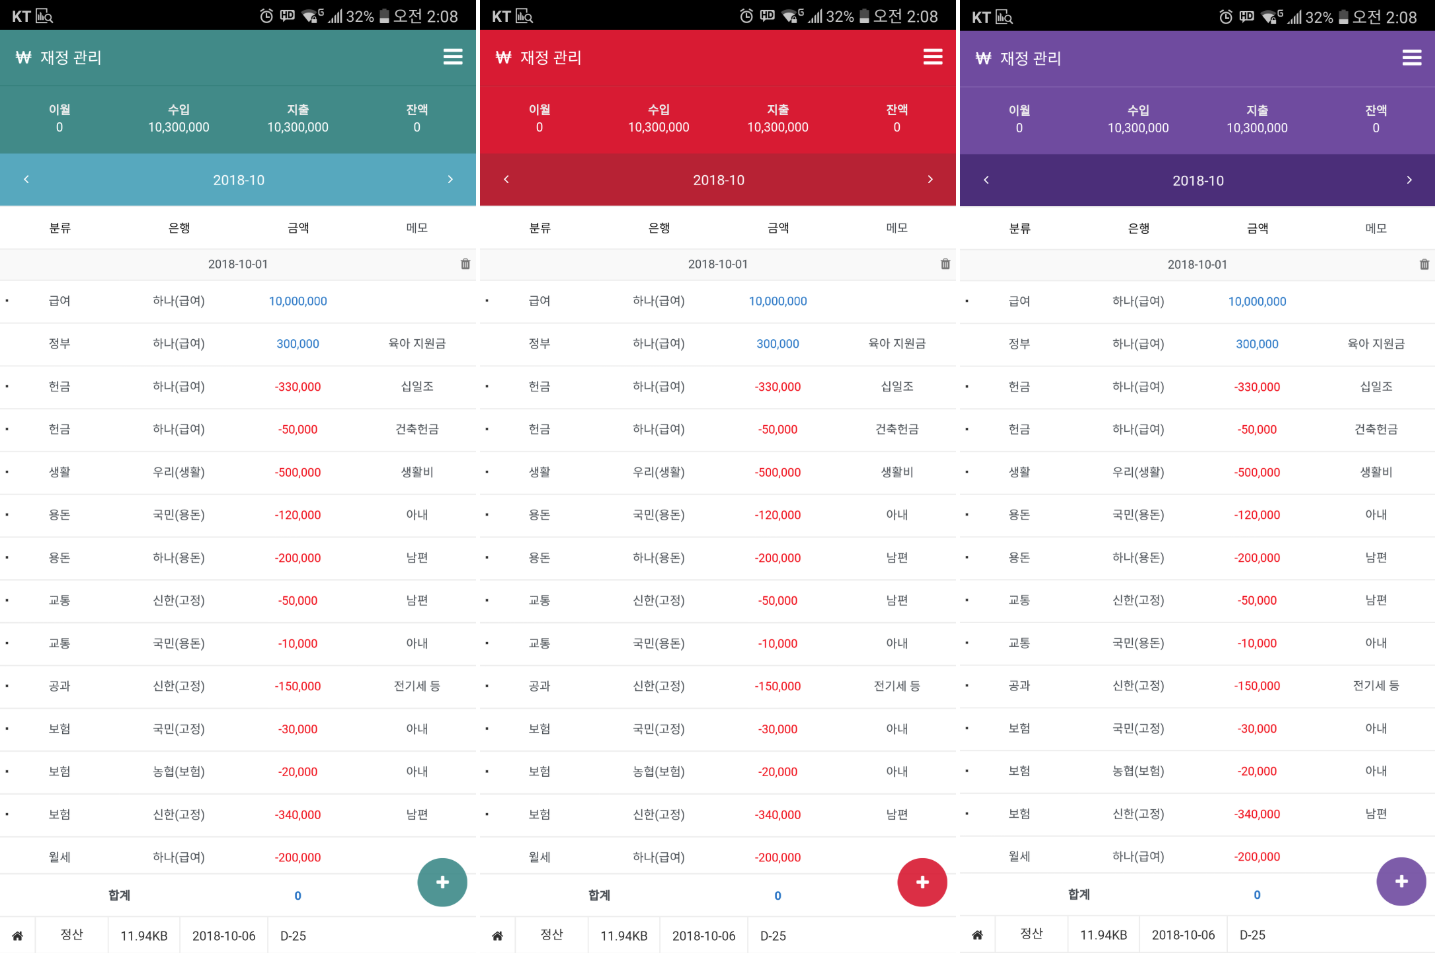 KT HD G 32% 오전 2:08
₩ 재정 관리
이월 수입 지출 잔액
0 10,300,000 10,300,000 0
2018-10
분류 은행 금액 메모
2018-10-01
급여 하나(급여) 10,000,000
정부 하나(급여) 300,000 육아 지원금
헌금 하나(급여) -330,000 십일조
헌금 하나(급여) -50,000 건축헌금
생활 우리(생활) -500,000 생활비
용돈 국민(용돈) -120,000 아내
용돈 하나(용돈) -200,000 남편
교통 신한(고정) -50,000 남편
교통 국민(용돈) -10,000 아내
공과 신한(고정) -150,000 전기세 등
보험 국민(고정) -30,000 아내
보험 농협(보험) -20,000 아내
보험 신한(고정) -340,000 남편
월세 하나(급여) -200,000
합계 0
정산 11.94KB 2018-10-06 D-25
KT HD G 32% 오전 2:08
₩ 재정 관리
이월 수입 지출 잔액
0 10,300,000 10,300,000 0
2018-10
분류 은행 금액 메모
2018-10-01
급여 하나(급여) 10,000,000
정부 하나(급여) 300,000 육아 지원금
헌금 하나(급여) -330,000 십일조
헌금 하나(급여) -50,000 건축헌금
생활 우리(생활) -500,000 생활비
용돈 국민(용돈) -120,000 아내
용돈 하나(용돈) -200,000 남편
교통 신한(고정) -50,000 남편
교통 국민(용돈) -10,000 아내
공과 신한(고정) -150,000 전기세 등
보험 국민(고정) -30,000 아내
보험 농협(보험) -20,000 아내
보험 신한(고정) -340,000 남편
월세 하나(급여) -200,000
합계 0
정산 11.94KB 2018-10-06 D-25
KT HD G 32% 오전 2:08
₩ 재정 관리
이월 수입 지출 잔액
0 10,300,000 10,300,000 0
2018-10
분류 은행 금액 메모
2018-10-01
급여 하나(급여) 10,000,000
정부 하나(급여) 300,000 육아 지원금
헌금 하나(급여) -330,000 십일조
헌금 하나(급여) -50,000 건축헌금
생활 우리(생활) -500,000 생활비
용돈 국민(용돈) -120,000 아내
용돈 하나(용돈) -200,000 남편
교통 신한(고정) -50,000 남편
교통 국민(용돈) -10,000 아내
공과 신한(고정) -150,000 전기세 등
보험 국민(고정) -30,000 아내
보험 농협(보험) -20,000 아내
보험 신한(고정) -340,000 남편
월세 하나(급여) -200,000
합계 0
정산 11.94KB 2018-10-06 D-25